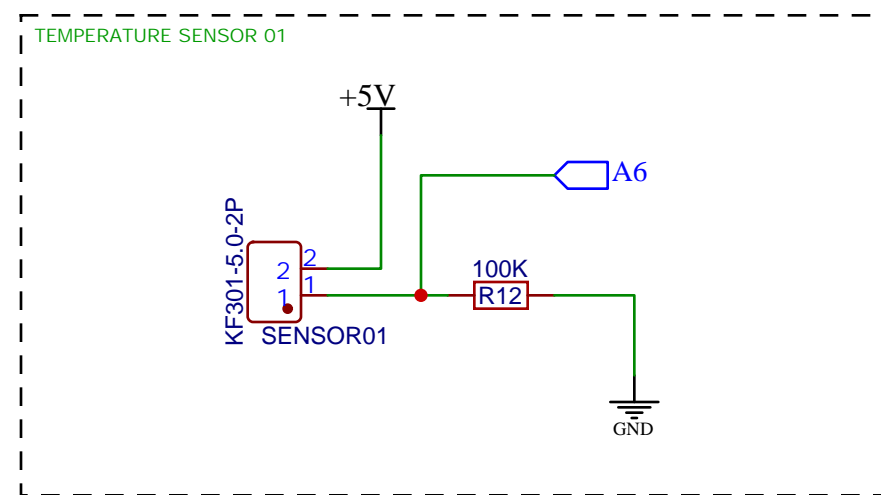 TEMPERATURE SENSOR 01
+5V
A6
KF301-5.0-2P
2 2
1 1
100K
R12
SENSOR01
GND